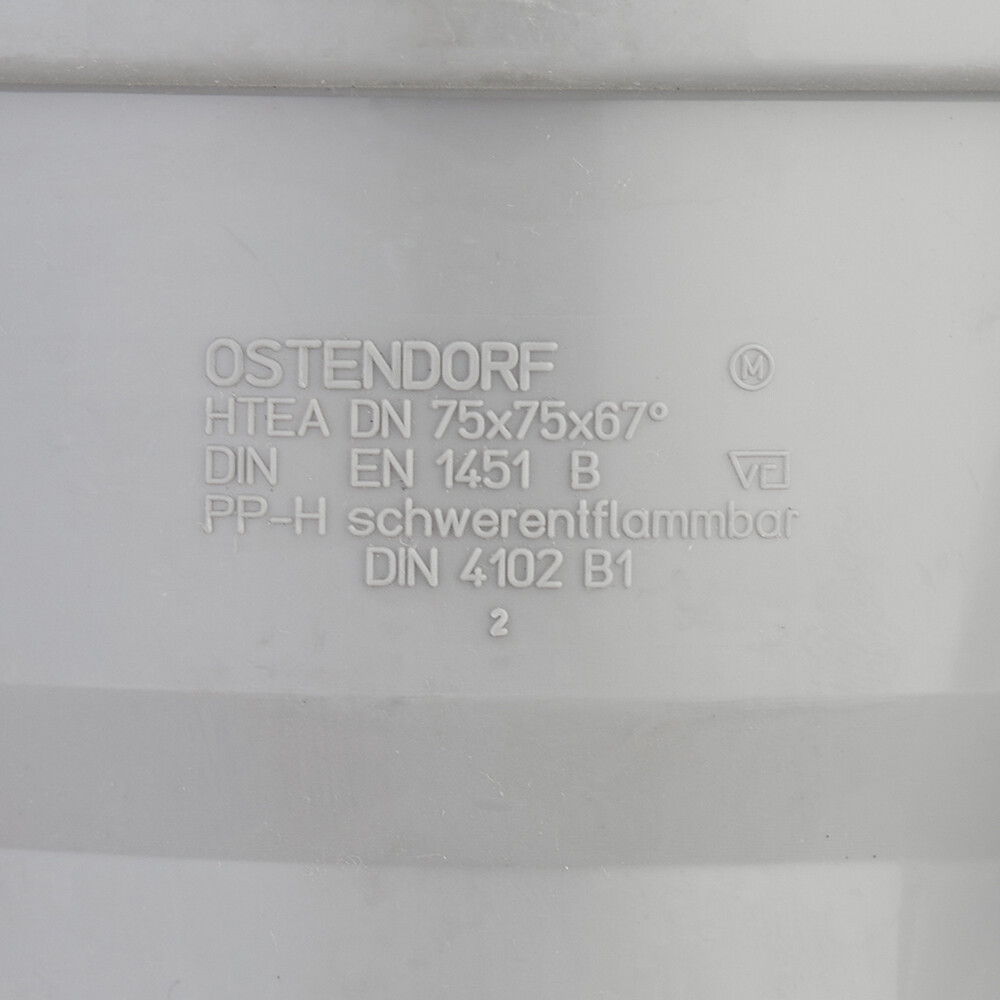 OSTENDORF M
HTEA DN 75x75x67°
DIN EN 1451 B
PP-H schwerentflammbar
DIN 4102 B1
2